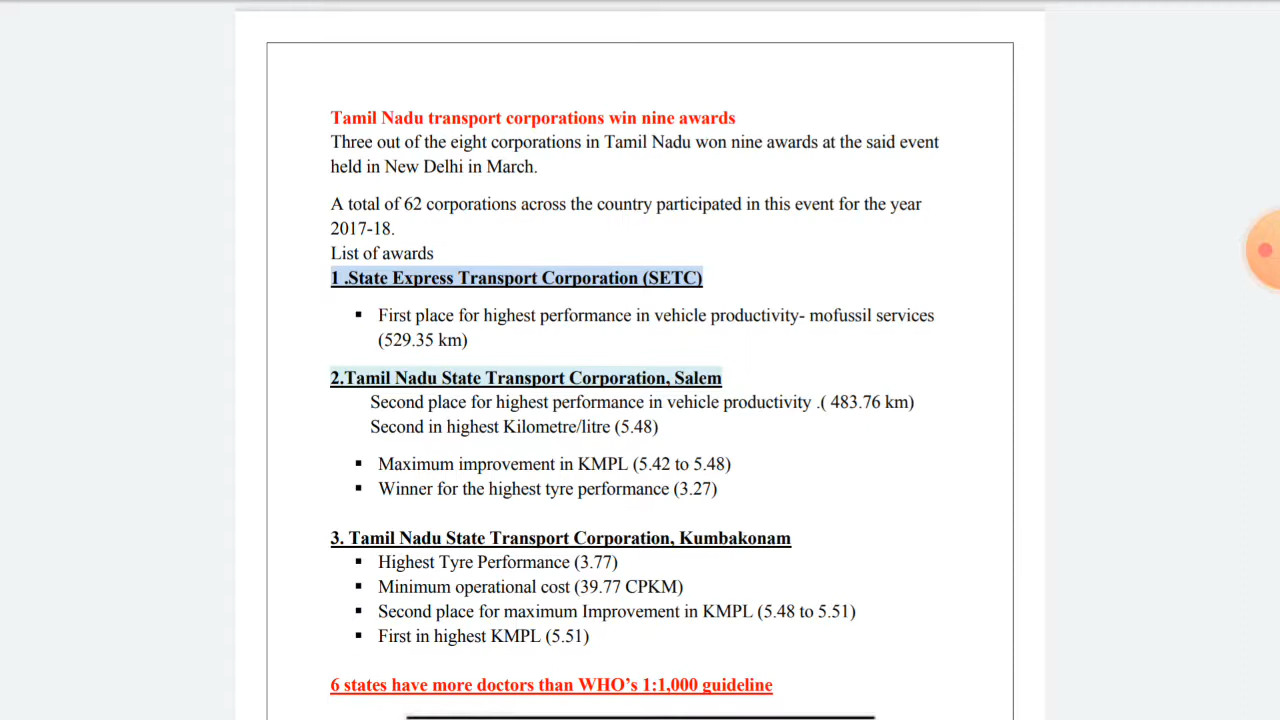 Tamil Nadu transport corporations win nine awards
Three out of the eight corporations in Tamil Nadu won nine awards at the said event
held in New Delhi in March.
A total of 62 corporations across the country participated in this event for the year
2017-18.
List of awards
1 .State Express Transport Corporation (SETC)
▪ First place for highest performance in vehicle productivity- mofussil services
(529.35 km)
2.Tamil Nadu State Transport Corporation, Salem
Second place for highest performance in vehicle productivity .( 483.76 km)
Second in highest Kilometre/litre (5.48)
▪ Maximum improvement in KMPL (5.42 to 5.48)
▪ Winner for the highest tyre performance (3.27)
3. Tamil Nadu State Transport Corporation, Kumbakonam
▪ Highest Tyre Performance (3.77)
▪ Minimum operational cost (39.77 CPKM)
▪ Second place for maximum Improvement in KMPL (5.48 to 5.51)
▪ First in highest KMPL (5.51)
6 states have more doctors than WHO’s 1:1,000 guideline